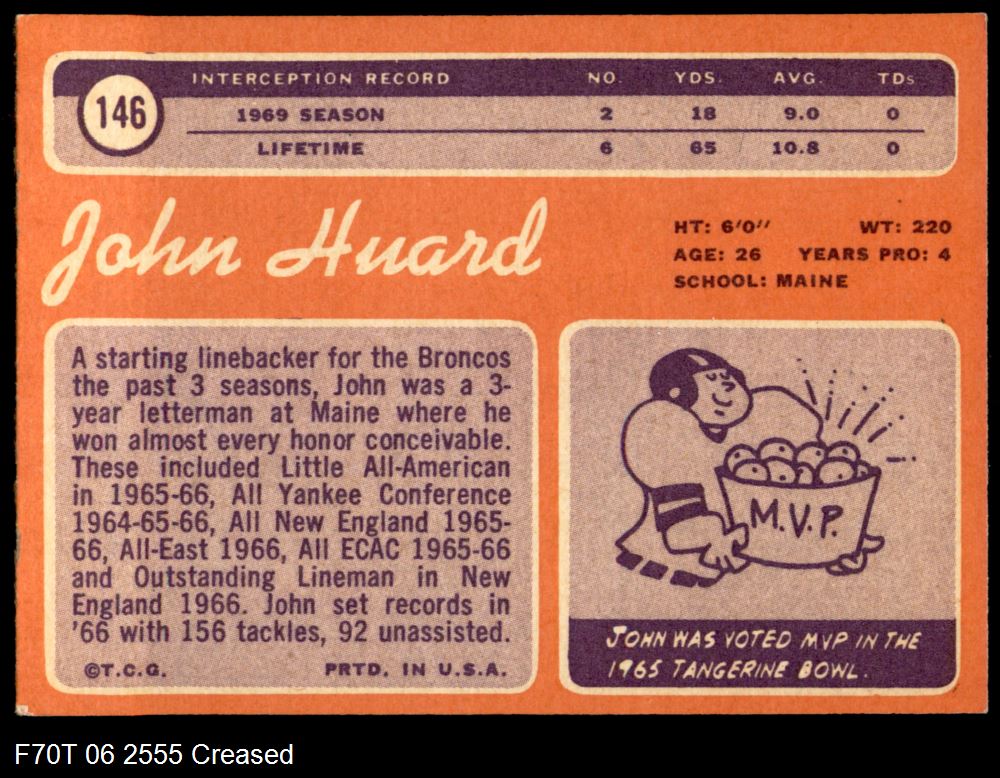 146
INTERCEPTION RECORD NO. YDS. AVG. TDs
1969 SEASON 2 18 9.0 0
LIFETIME 6 65 10.8 0
John Huard
HT: 6'0'' WT: 220
AGE: 26 YEARS PRO: 4
SCHOOL: MAINE
A starting linebacker for the Broncos
the past 3 seasons, John was a 3-
year letterman at Maine where he
won almost every honor conceivable.
These included Little All-American
in 1965-66, All Yankee Conference
1964-65-66, All New England 1965-
66, All-East 1966, All ECAC 1965-66
and Outstanding Lineman in New
England 1966. John set records in
'66 with 156 tackles, 92 unassisted.
©T.C.G. PRTD. IN U.S.A.
M.V.P.
JOHN WAS VOTED MVP IN THE
1965 TANGERINE BOWL.
F70T 06 2555 Creased